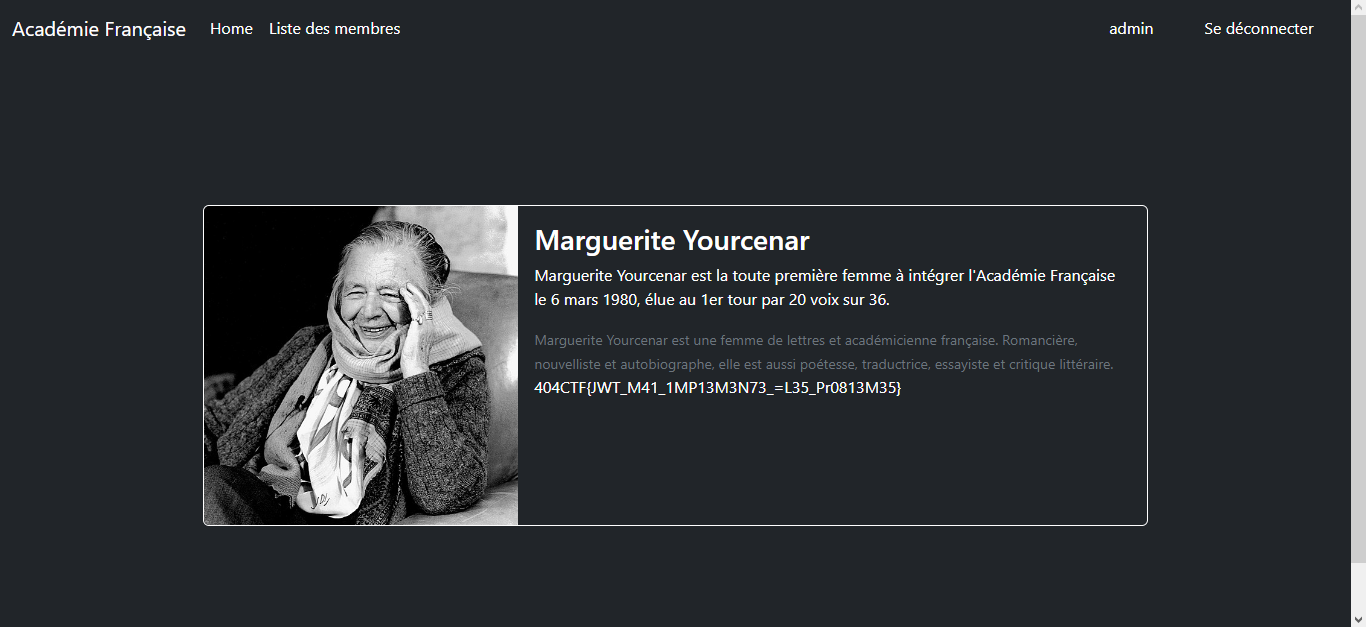 Académie Française Home Liste des membres admin Se déconnecter
Marguerite Yourcenar
Marguerite Yourcenar est la toute première femme à intégrer l'Académie Française
le 6 mars 1980, élue au 1er tour par 20 voix sur 36.
Marguerite Yourcenar est une femme de lettres et académicienne française. Romancière,
nouvelliste et autobiographe, elle est aussi poétesse, traductrice, essayiste et critique littéraire.
404CTF{JWT_M41_1MP13M3N73_=L35_Pr0813M35}